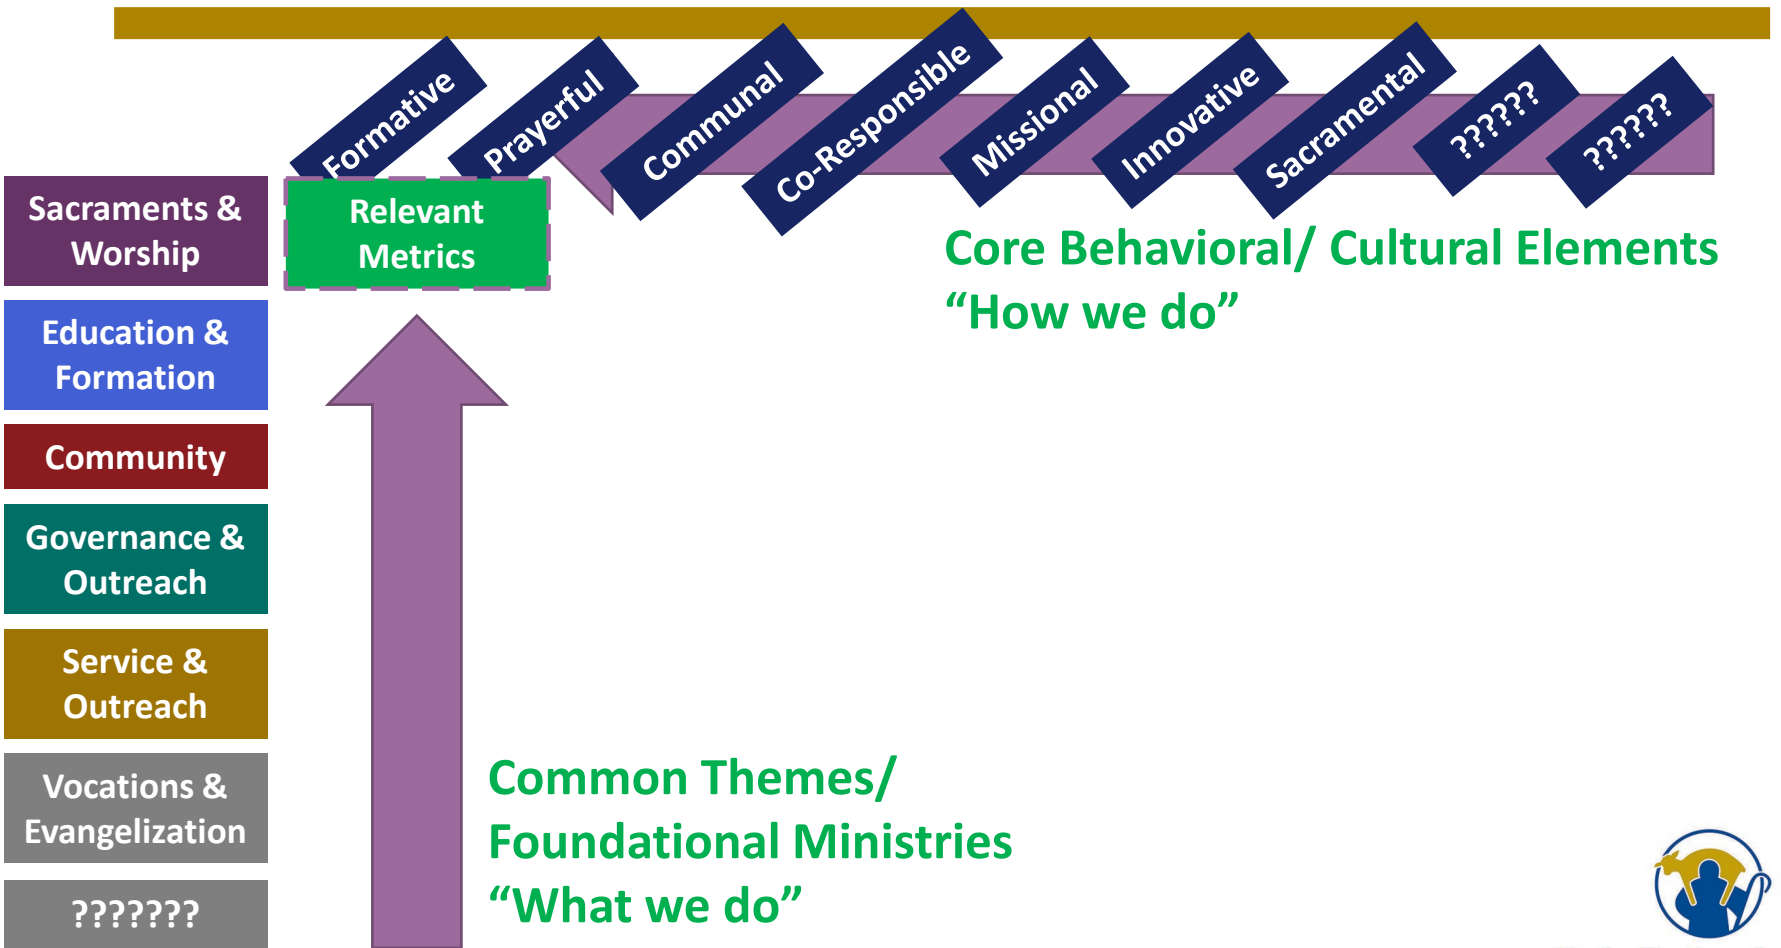 Formative
Prayerful
Communal
Co-Responsible
Missional
Innovative
Sacramental
??????
??????
Sacraments &
Worship
Relevant
Metrics
Core Behavioral/ Cultural Elements
“How we do”
Education &
Formation
Community
Governance &
Outreach
Service &
Outreach
Vocations &
Evangelization
???????
Common Themes/
Foundational Ministries
“What we do”